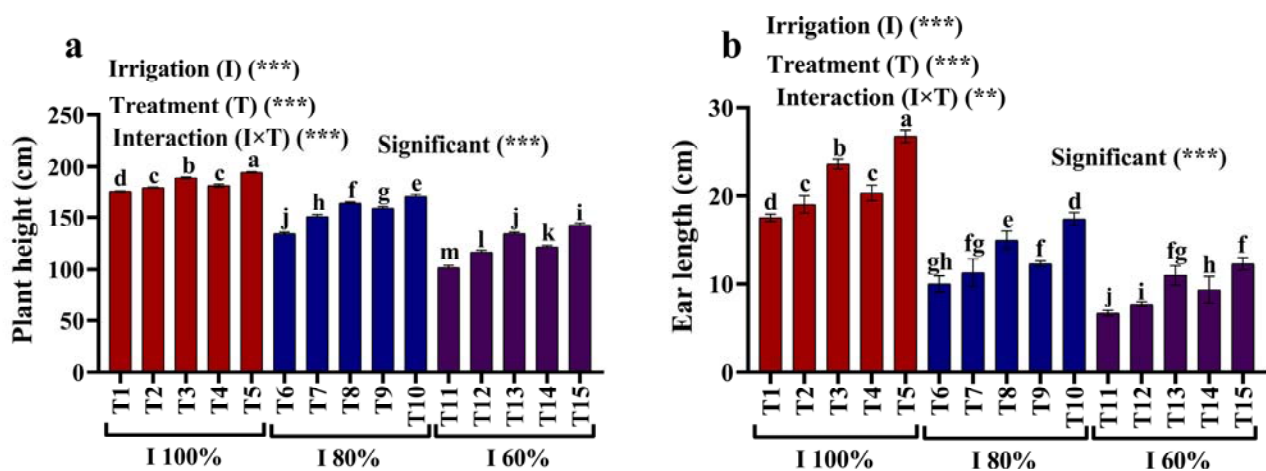 a
Irrigation (I) (***)
Treatment (T) (***)
Interaction (I×T) (***)
Significant (***)
Plant height (cm)
250
200
150
100
50
0
d c b c a j h f g e m l j k i
T1 T2 T3 T4 T5 T6 T7 T8 T9 T10 T11 T12 T13 T14 T15
I 100% I 80% I 60%
b
Irrigation (I) (***)
Treatment (T) (***)
Interaction (I×T) (**)
Significant (***)
Ear length (cm)
30
20
10
0
d c b c a gh fg e f d j i fg h f
T1 T2 T3 T4 T5 T6 T7 T8 T9 T10 T11 T12 T13 T14 T15
I 100% I 80% I 60%